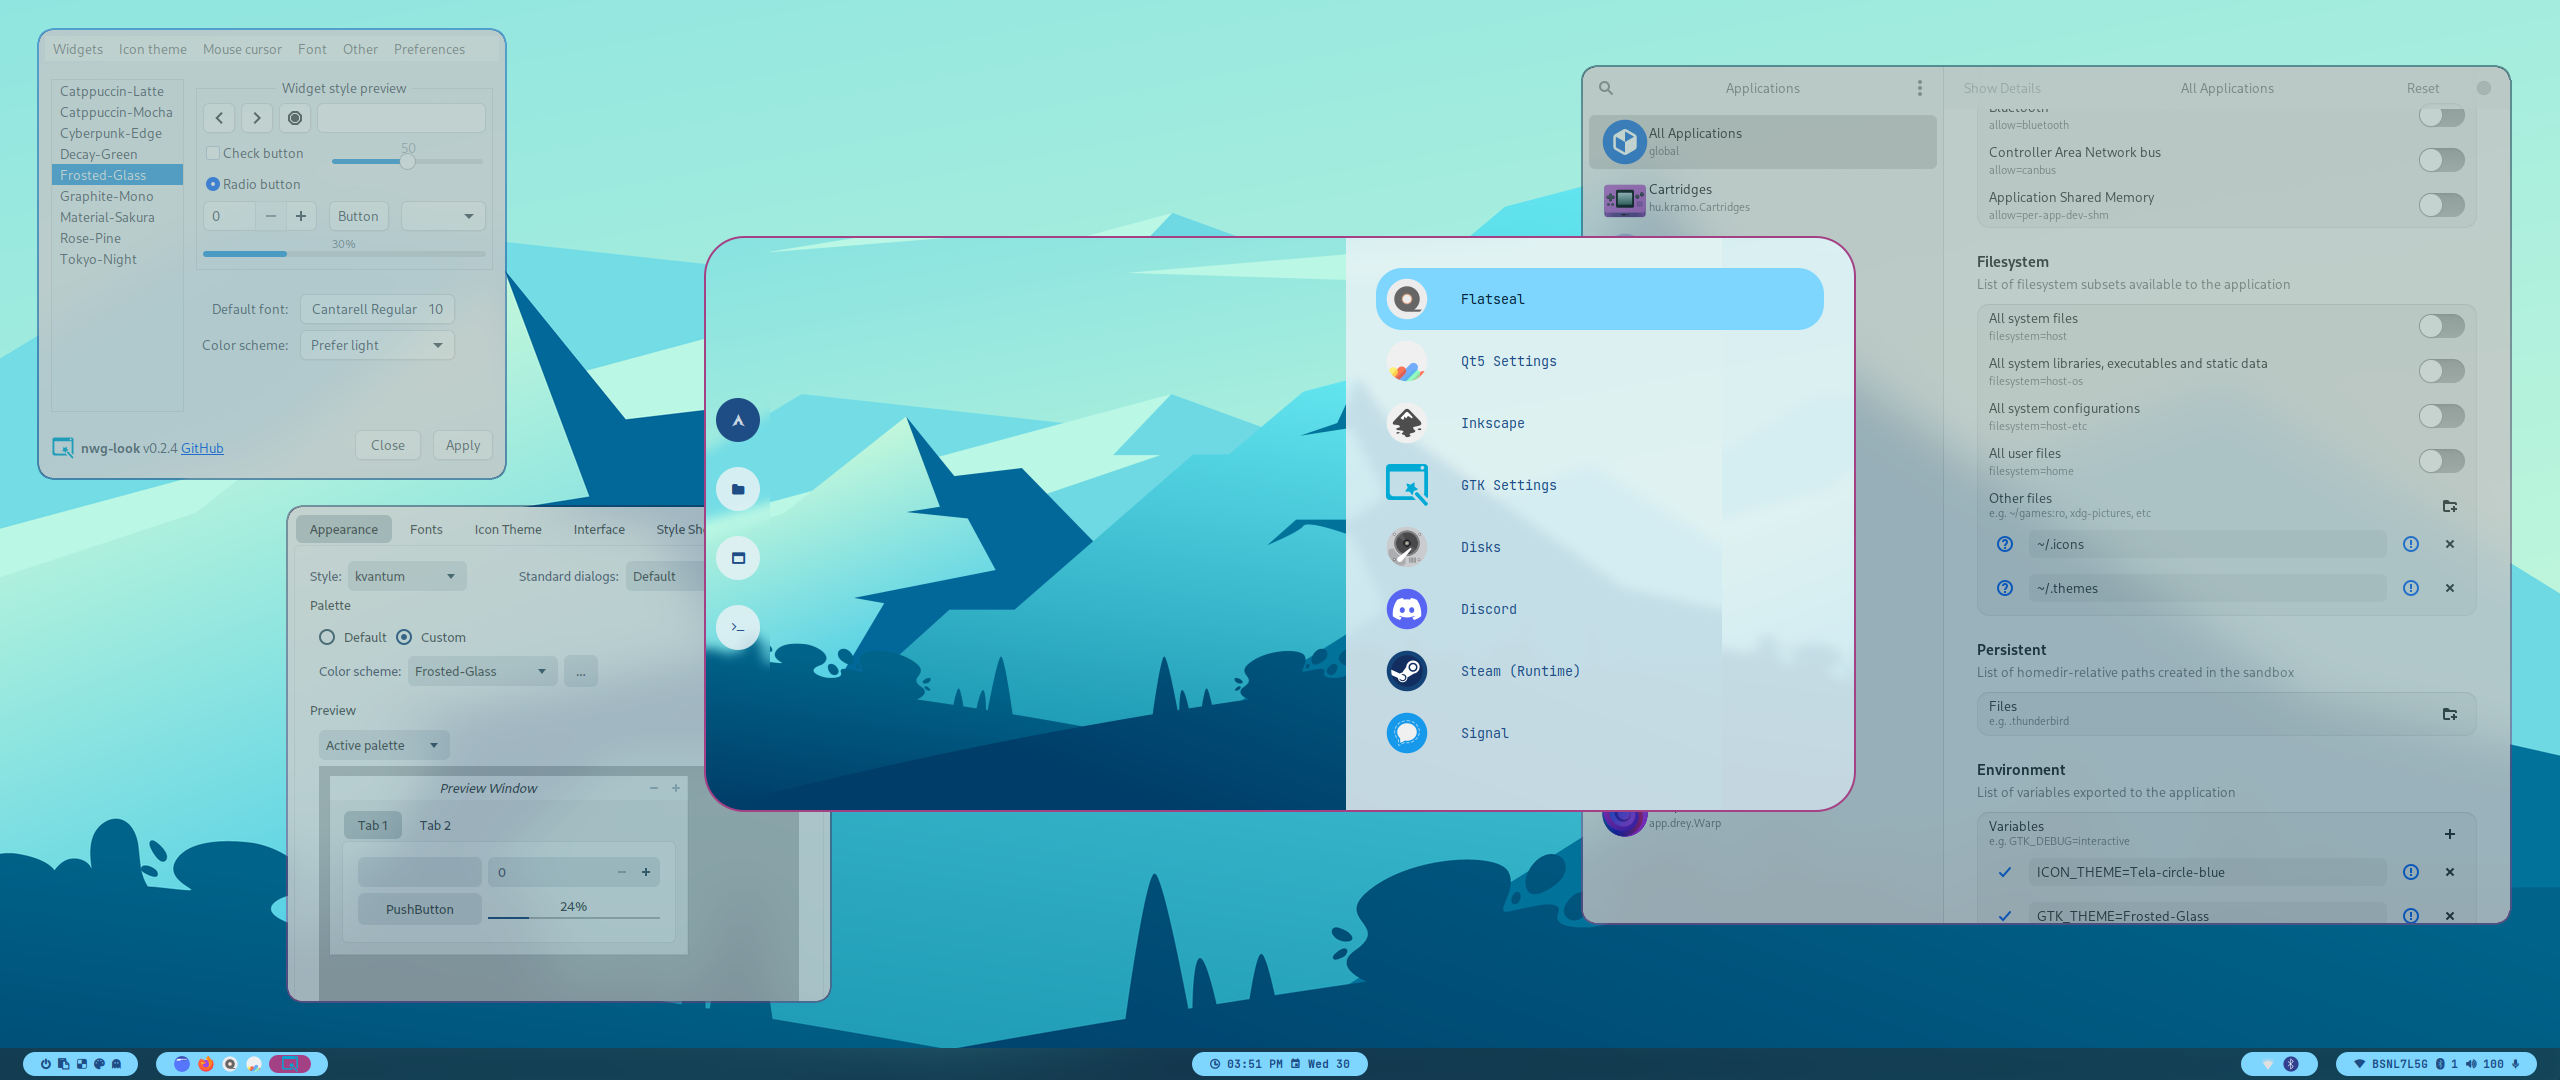 Widgets Icon theme Mouse cursor Font Other Preferences
Catppuccin-Latte
Catppuccin-Mocha
Cyberpunk-Edge
Decay-Green
Frosted-Glass
Graphite-Mono
Material-Sakura
Rose-Pine
Tokyo-Night
Widget style preview
Check button
50
Radio button
0
Button
30%
Default font: Cantarell Regular 10
Color scheme: Prefer light
nwg-look v0.2.4 GitHub
Close Apply
Appearance Fonts Icon Theme Interface
Style: kvantum Standard dialogs: Default
Palette
Default Custom
Color scheme: Frosted-Glass ...
Preview
Active palette
Preview Window
Tab 1 Tab 2
0
PushButton 24%
Flatseal
Qt5 Settings
Inkscape
GTK Settings
Disks
Discord
Steam (Runtime)
Signal
Applications
All Applications
global
Cartridges
hu.kramo.Cartridges
app.drey.Warp
Show Details All Applications Reset
Bluetooth
allow=bluetooth
Controller Area Network bus
allow=canbus
Application Shared Memory
allow=per-app-dev-shm
Filesystem
List of filesystem subsets available to the application
All system files
filesystem=host
All system libraries, executables and static data
filesystem=host-os
All system configurations
filesystem=host-etc
All user files
filesystem=home
Other files
e.g. ~/games:ro, xdg-pictures, etc
~/.icons
~/.themes
Persistent
List of homedir-relative paths created in the sandbox
Files
e.g. .thunderbird
Environment
List of variables exported to the application
Variables
e.g. GTK_DEBUG=interactive
ICON_THEME=Tela-circle-blue
GTK_THEME=Frosted-Glass
03:51 PM Wed 30
BSNL7L5G 1 100